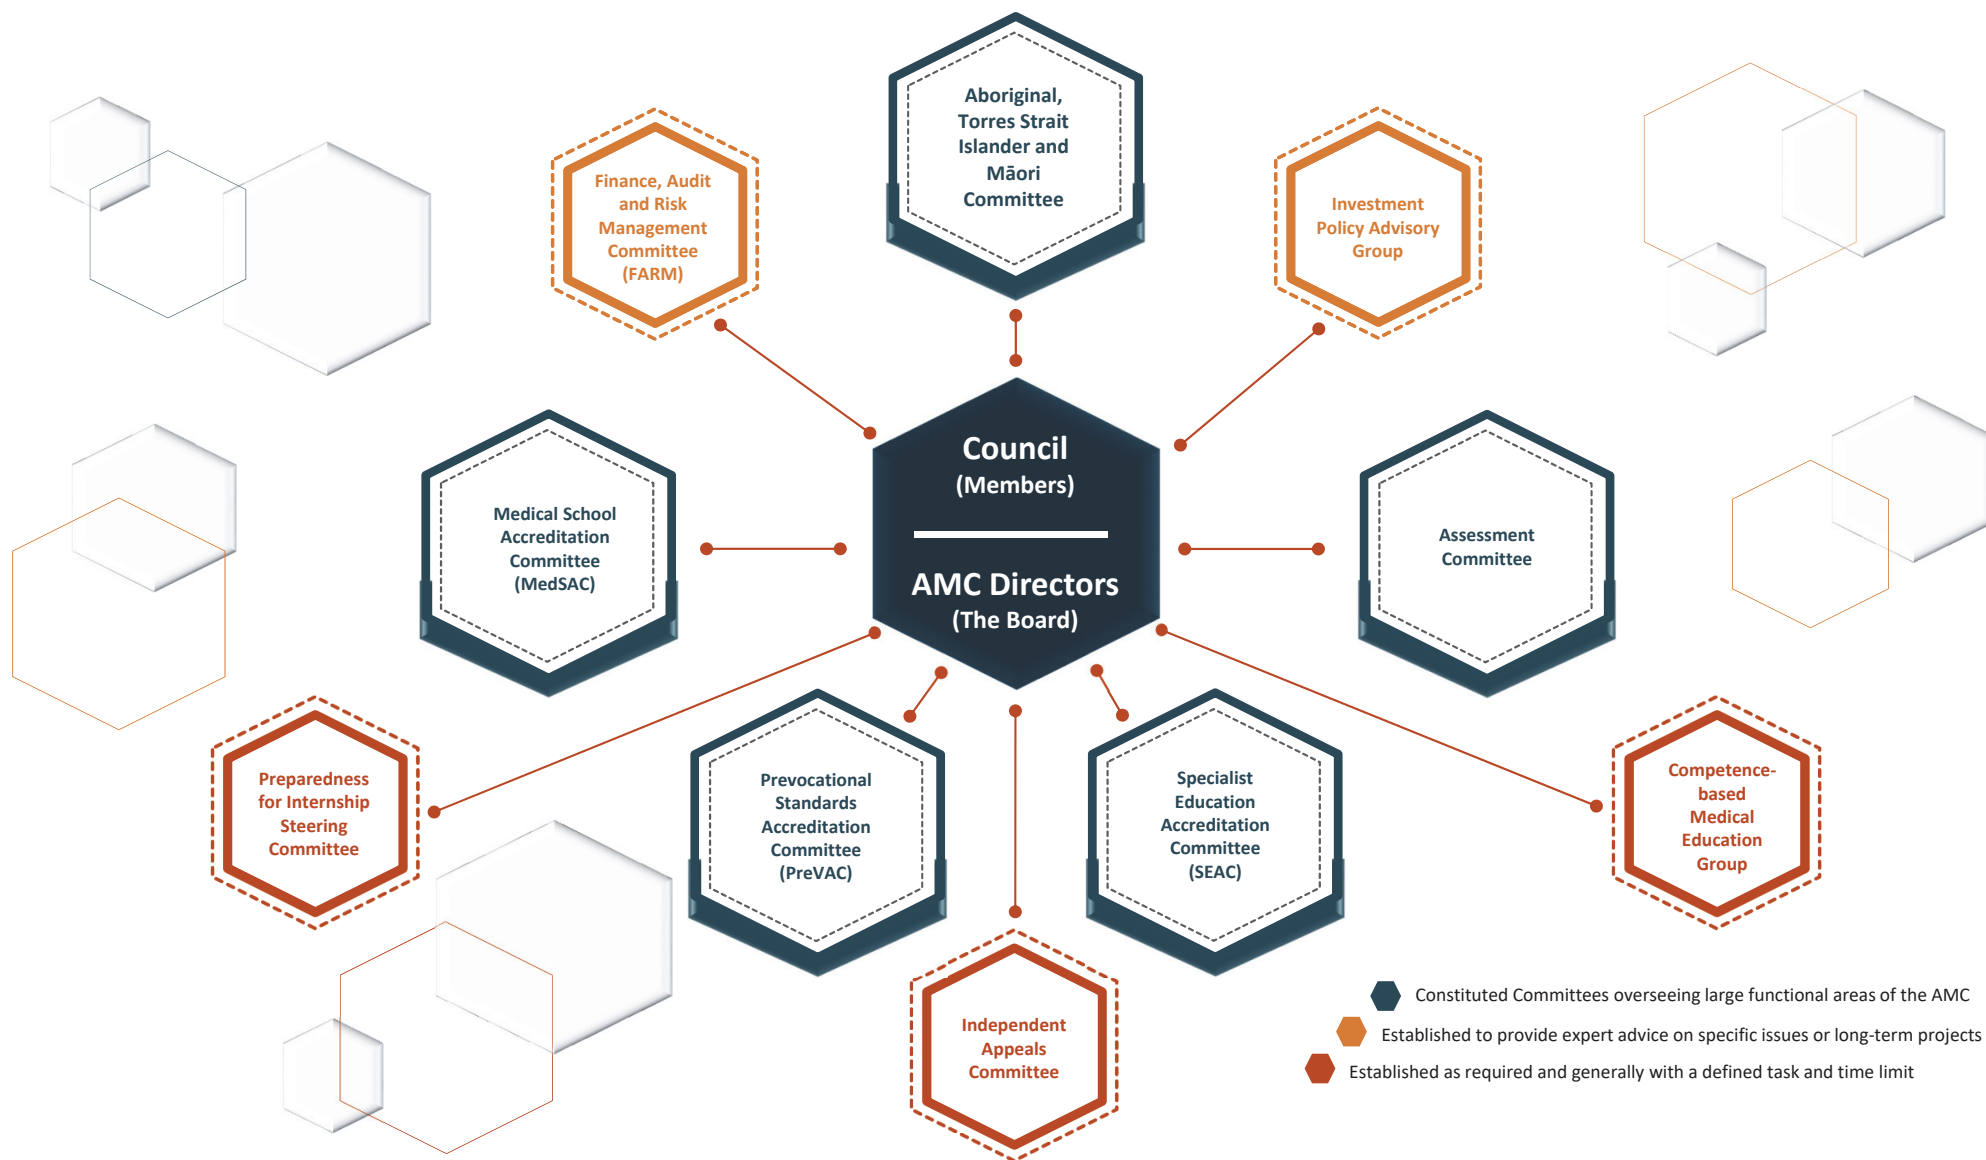 Aboriginal,
Torres Strait
Islander and
Māori
Committee
Finance, Audit
and Risk
Management
Committee
(FARM)
Investment
Policy Advisory
Group
Council
(Members)
AMC Directors
(The Board)
Medical School
Accreditation
Committee
(MedSAC)
Assessment
Committee
Preparedness
for Internship
Steering
Committee
Prevocational
Standards
Accreditation
Committee
(PreVAC)
Specialist
Education
Accreditation
Committee
(SEAC)
Competence-
based
Medical
Education
Group
Independent
Appeals
Committee
Constituted Committees overseeing large functional areas of the AMC
Established to provide expert advice on specific issues or long-term projects
Established as required and generally with a defined task and time limit